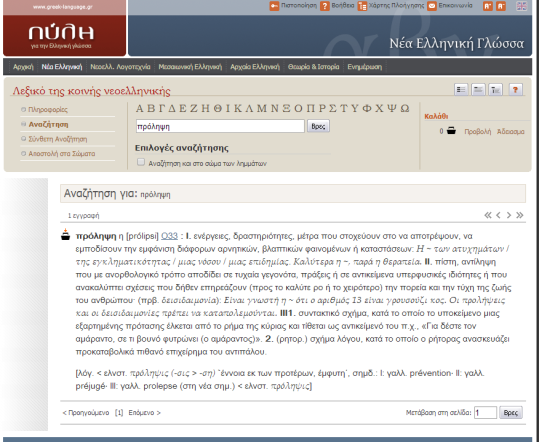 www.greek-language.gr
Πιστοποίηση Βοήθεια Χάρτης Πλοήγησης Επικοινωνία
πύλη
για την Ελληνική γλώσσα
Νέα Ελληνική Γλώσσα
Αρχική Νέα Ελληνική Νεοελλ. Λογοτεχνία Μεσαιωνική Ελληνική Αρχαία Ελληνική Θεωρία & Ιστορία Ενημέρωση
Λεξικό της κοινής νεοελληνικής
Πληροφορίες
Αναζήτηση
Σύνθετη Αναζήτηση
Αποστολή στα Σώματα
Α Β Γ Δ Ε Ζ Η Θ Ι Κ Λ Μ Ν Ξ Ο Π Ρ Σ Τ Υ Φ Χ Ψ Ω
πρόληψη Βρες
Επιλογές αναζήτησης
Αναζήτηση και στο σώμα των λημμάτων
Καλάθι
0 Προβολή Άδειασμα
Αναζήτηση για: πρόληψη
1 εγγραφή
πρόληψη η [prólipsi] Ο33 : I. ενέργειες, δραστηριότητες, μέτρα που στοχεύουν στο να αποτρέψουν, να
εμποδίσουν την εμφάνιση διάφορων αρνητικών, βλαπτικών φαινομένων ή καταστάσεων: Η ~ των ατυχημάτων /
της εγκληματικότητας / μιας νόσου / μιας επιδημίας. Καλύτερα η ~, παρά η θεραπεία. II. πίστη, αντίληψη
που με ανορθολογικό τρόπο αποδίδει σε τυχαία γεγονότα, πράξεις ή σε αντικείμενα υπερφυσικές ιδιότητες ή που
ανακαλύπτει σχέσεις που δήθεν επηρεάζουν (προς το καλύτε ρο ή το χειρότερο) την πορεία και την τύχη της ζωής
του ανθρώπου· (πρβ. δεισιδαιμονία): Είναι γνωστή η ~ ότι ο αριθμός 13 είναι γρουσούζι κος. Οι προλήψεις
και οι δεισιδαιμονίες πρέπει να καταπολεμούνται. III1. συντακτικό σχήμα, κατά το οποίο το υποκείμενο μιας
εξαρτημένης πρότασης έλκεται από το ρήμα της κύριας και τίθεται ως αντικείμενό του π.χ., «Για δέστε τον
αμάραντο, σε τι βουνό φυτρώνει (ο αμάραντος)». 2. (ρητορ.) σχήμα λόγου, κατά το οποίο ο ρήτορας ανασκευάζει
προκαταβολικά πιθανό επιχείρημα του αντιπάλου.
[λόγ. < ελνστ. πρόληψις (-σις > -ση) `έννοια εκ των προτέρων, έμφυτη΄, σημδ.: I: γαλλ. prévention· II: γαλλ.
préjugé· III: γαλλ. prolepse (στη νέα σημ.) < ελνστ. πρόληψις]
< Προηγούμενο [1] Επόμενο >
Μετάβαση στη σελίδα: 1 Βρες